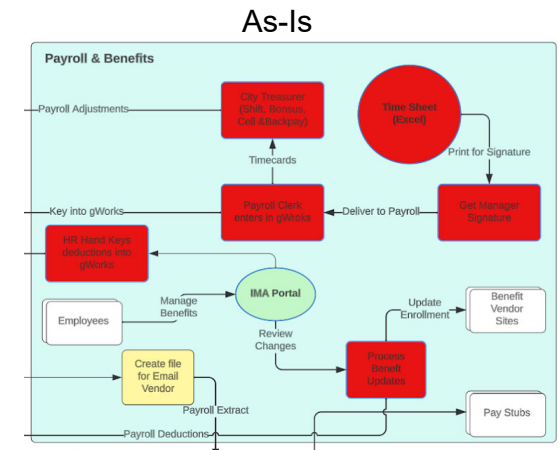 As-Is
Payroll & Benefits
City Treasurer
(Shift, Bonsus,
Cell &Backpay)
Time Sheet
(Excel)
Payroll Adjustments
Print for Signature
Timecards
Key into gWorks
Payroll Clerk
enters in gWroks
Deliver to Payroll
Get Manager
Signature
HR Hand Keys
deductions into
gWorks
IMA Portal
Employees
Manage
Benefits
Update
Enrollment
Benefit
Vendor
Sites
Review
Changes
Create file
for Email
Vendor
Process
Beneft
Updates
Payroll Extract
Pay Stubs
Payroll Deductions